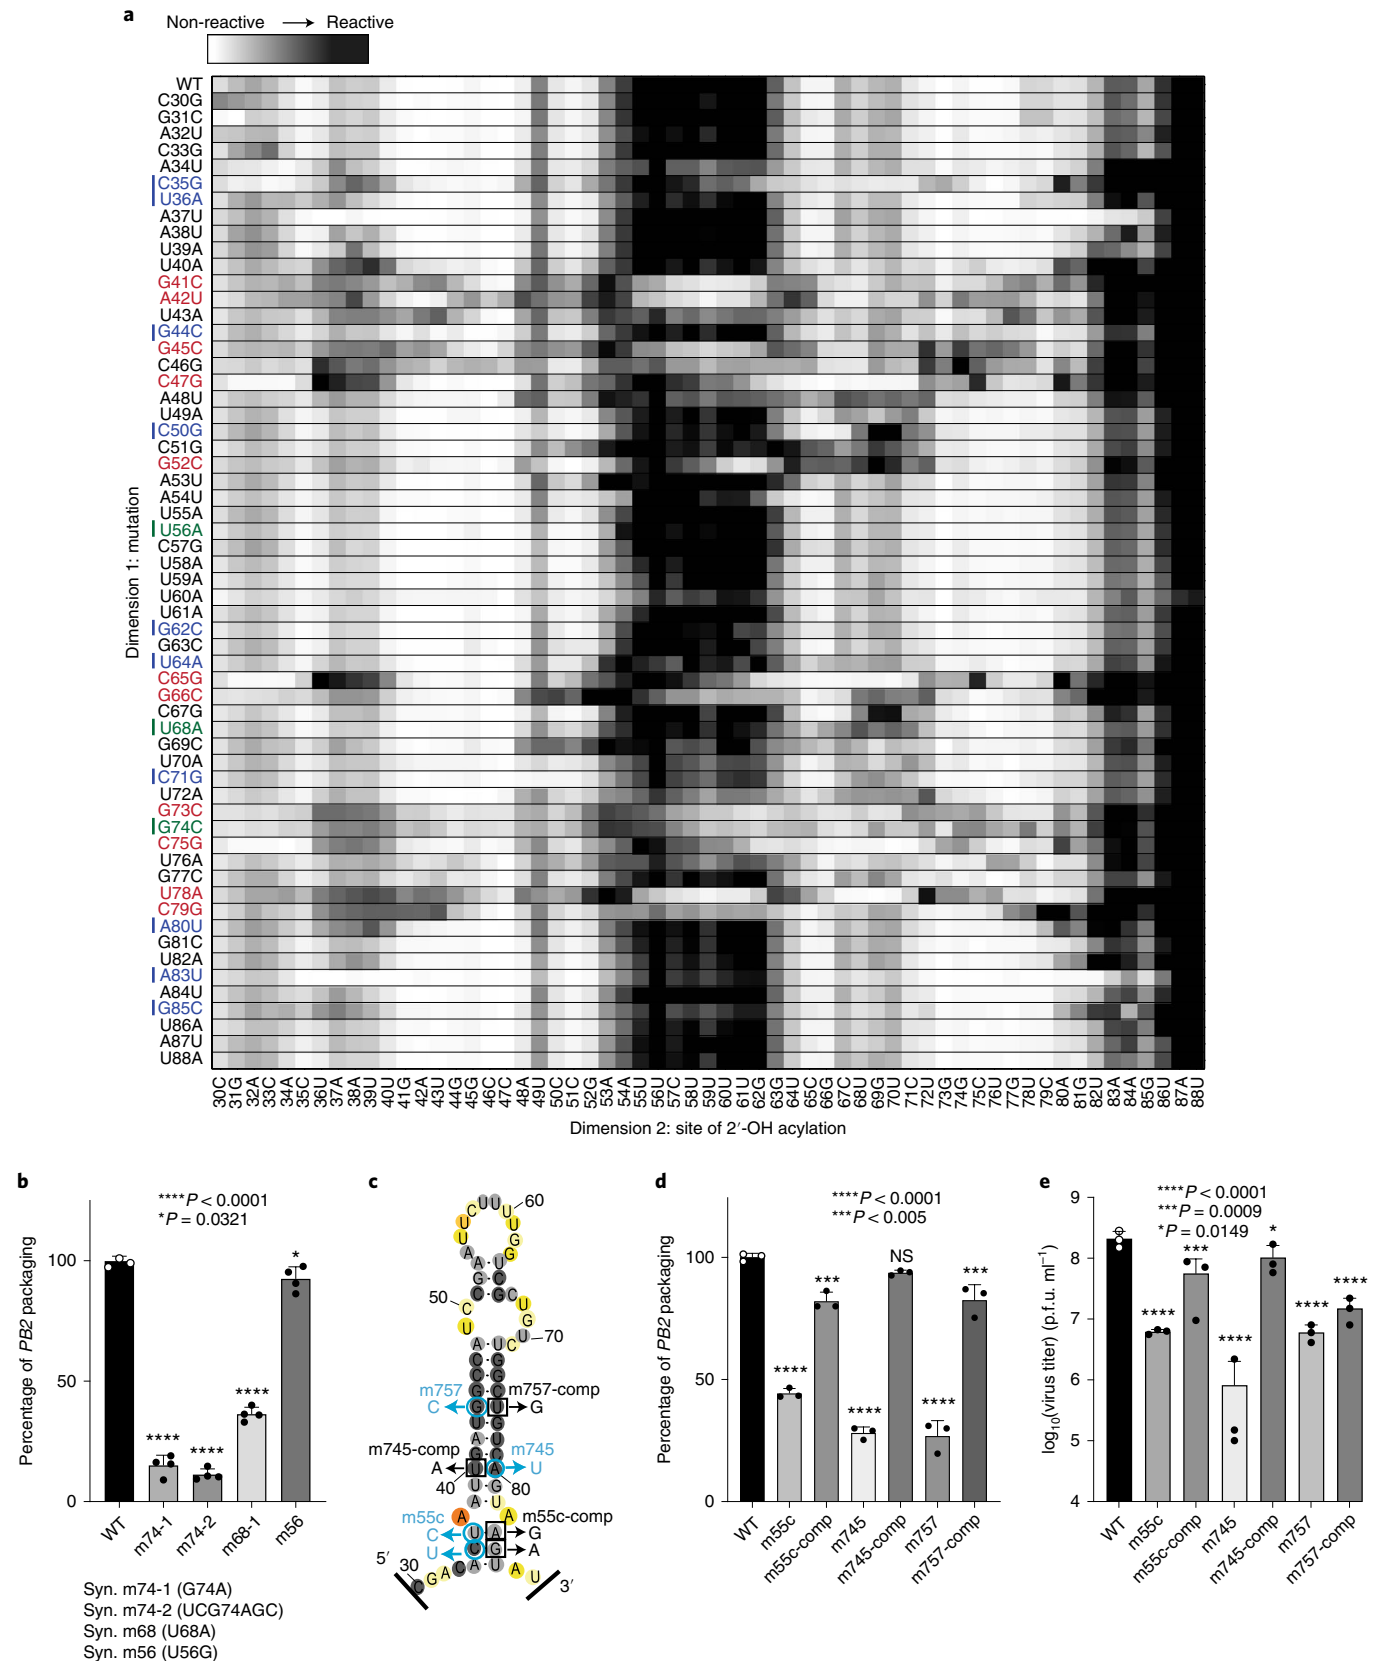 a
Non-reactive → Reactive
WT
C30G
G31C
A32U
C33G
A34U
C35G
U36A
A37U
A38U
U39A
U40A
G41C
A42U
U43A
G44C
G45C
C46G
C47G
A48U
U49A
C50G
C51G
G52C
A53U
A54U
U55A
U56A
C57G
U58A
U59A
U60A
U61A
G62C
G63C
U64A
C65G
G66C
C67G
U68A
G69C
U70A
C71G
U72A
G73C
G74C
C75G
U76A
G77C
U78A
C79G
A80U
G81C
U82A
A83U
A84U
G85C
U86A
A87U
U88A
Dimension 1: mutation
30C 31G 32A 33C 34A 35C 36U 37A 38A 39U 40U 41G 42A 43U 44G 45G 46C 47C 48A 49U 50C 51C 52G 53A 54A 55U 56U 57C 58U 59U 60U 61U 62G 63G 64U 65C 66G 67C 68U 69G 70U 71C 72U 73G 74G 75C 76U 77G 78U 79C 80A 81G 82U 83A 84A 85G 86U 87A 88U
Dimension 2: site of 2′-OH acylation
b
****P < 0.0001
*P = 0.0321
Percentage of PB2 packaging
100
50
0
****
****
****
*
WT
m74-1
m74-2
m68-1
m56
Syn. m74-1 (G74A)
Syn. m74-2 (UCG74AGC)
Syn. m68 (U68A)
Syn. m56 (U56G)
c
60
50
70
m757
C
m757-comp
G
m745-comp
A
m745
U
40
80
m55c
C
U
m55c-comp
G
A
5′
30
3′
d
****P < 0.0001
***P < 0.005
Percentage of PB2 packaging
100
50
0
****
***
****
NS
****
***
WT
m55c
m55c-comp
m745
m745-comp
m757
m757-comp
e
****P < 0.0001
***P = 0.0009
*P = 0.0149
log10(virus titer) (p.f.u. ml−1)
9
8
7
6
5
4
****
***
****
*
****
****
WT
m55c
m55c-comp
m745
m745-comp
m757
m757-comp